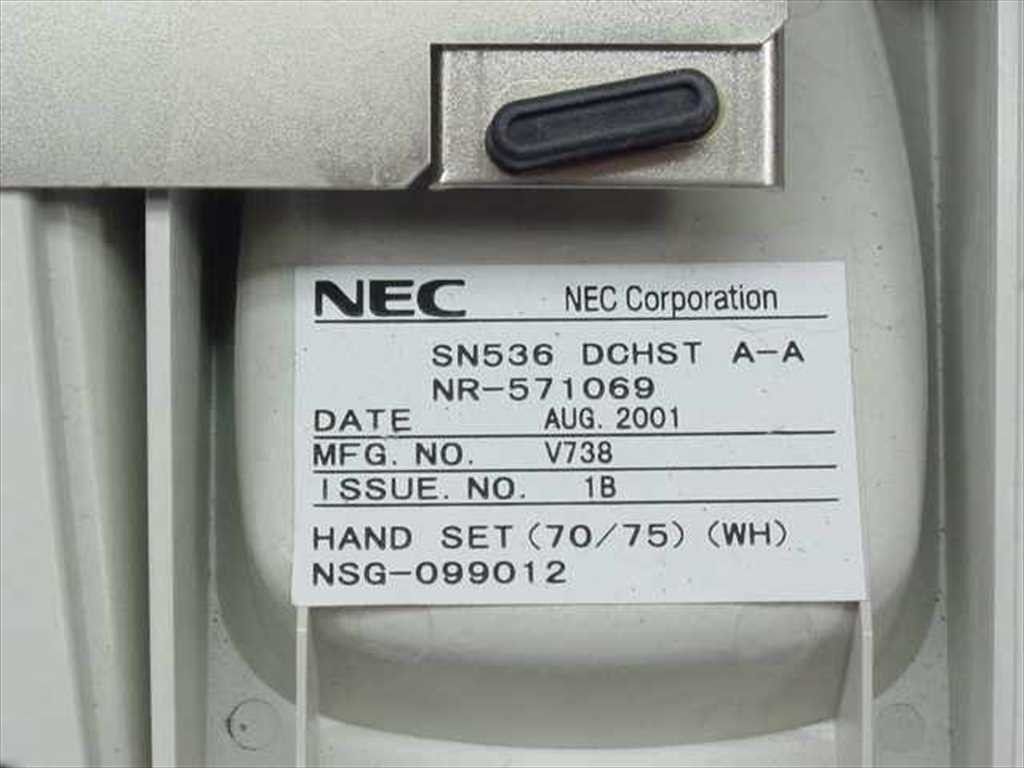 NEC NEC Corporation
SN536 DCHST A-A
NR-571069
DATE AUG. 2001
MFG. NO. V738
ISSUE. NO. 1B
HAND SET (70/75) (WH)
NSG-099012